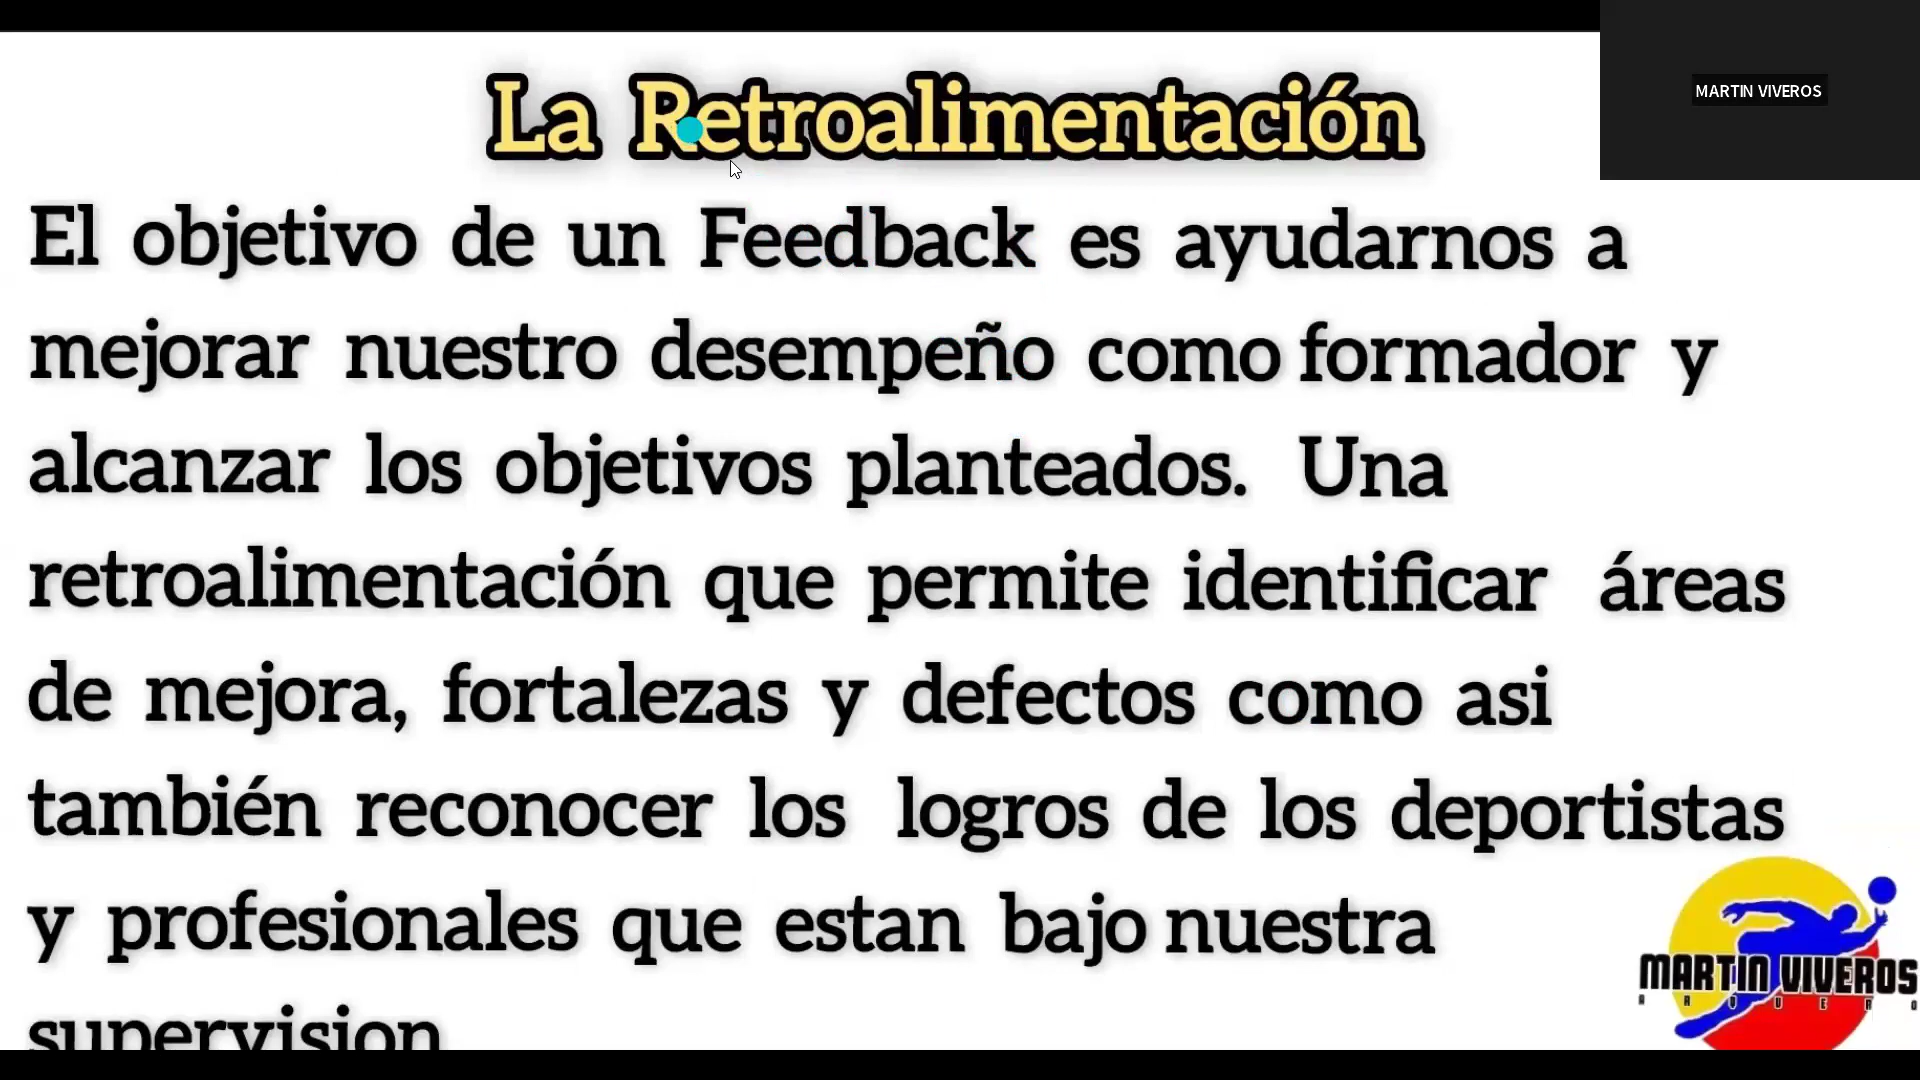 La Retroalimentación
MARTIN VIVEROS
El objetivo de un Feedback es ayudarnos a
mejorar nuestro desempeño como formador y
alcanzar los objetivos planteados. Una
retroalimentación que permite identificar áreas
de mejora, fortalezas y defectos como asi
también reconocer los logros de los deportistas
y profesionales que estan bajo nuestra
supervision
MARTIN VIVEROS
ARQUERO